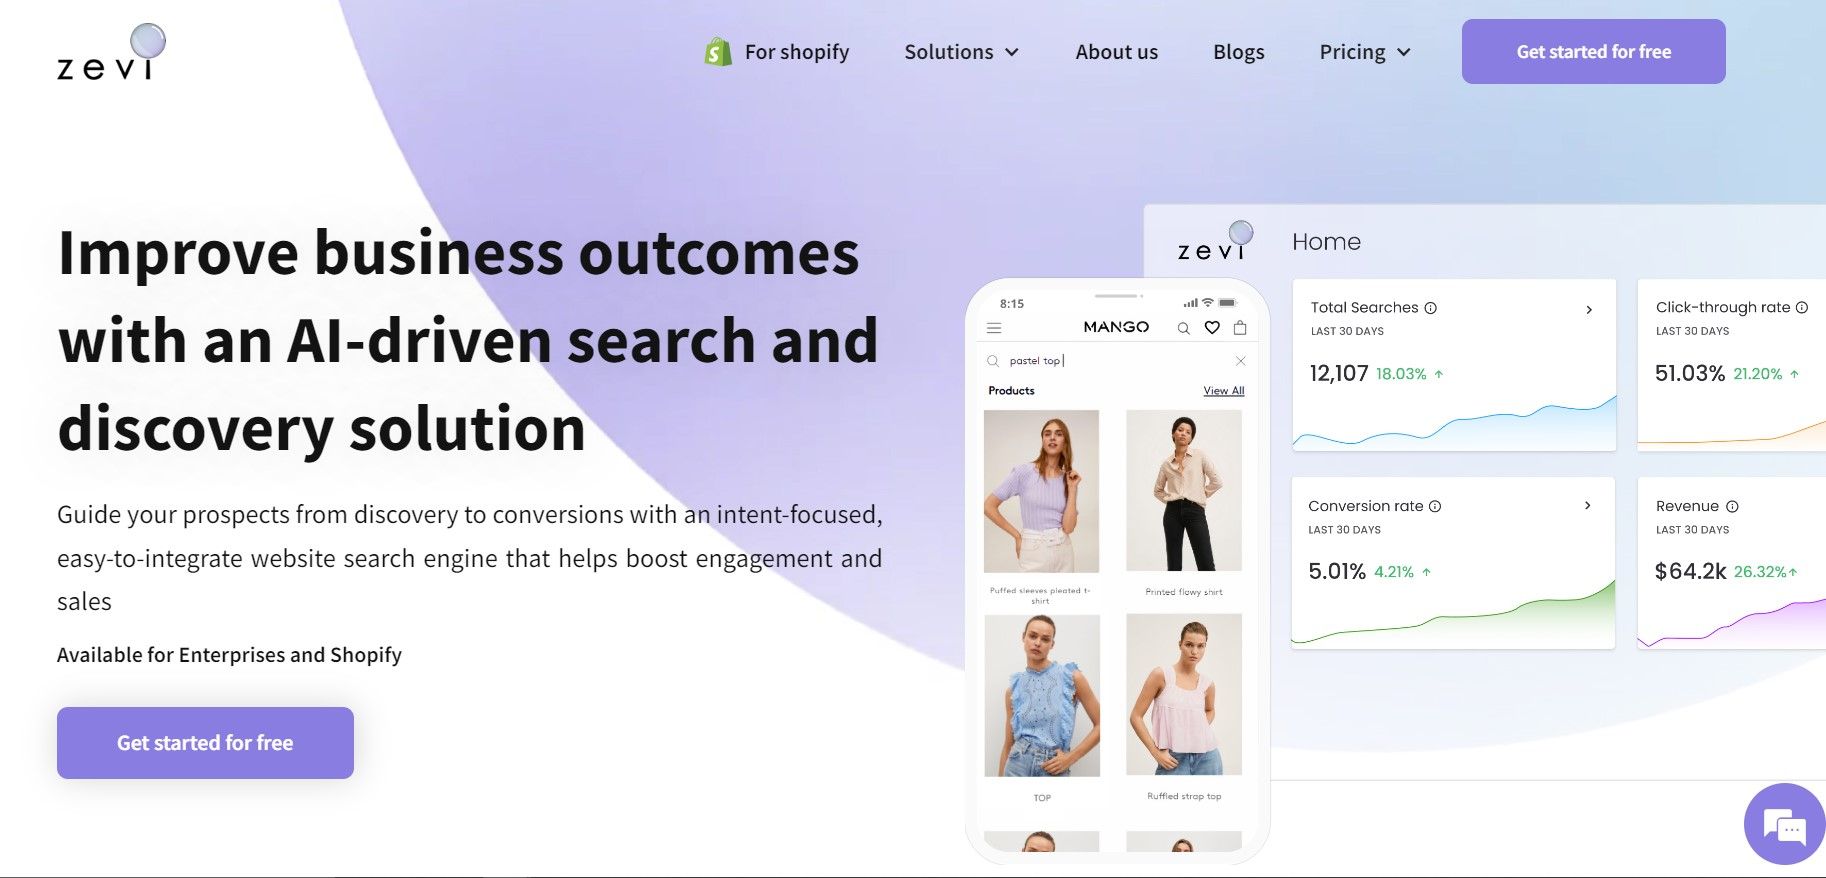 zevi
For shopify
Solutions
About us
Blogs
Pricing
Get started for free
Improve business outcomes
with an AI-driven search and
discovery solution
Guide your prospects from discovery to conversions with an intent-focused,
easy-to-integrate website search engine that helps boost engagement and
sales
Available for Enterprises and Shopify
Get started for free
8:15
MANGO
pastel top
Products
View All
Puffed sleeves pleated t-
shirt
Printed flowy shirt
TOP
Ruffled strap top
zevi
Home
Total Searches
LAST 30 DAYS
12,107 18.03% ↑
Click-through rate
LAST 30 DAYS
51.03% 21.20% ↑
Conversion rate
LAST 30 DAYS
5.01% 4.21% ↑
Revenue
LAST 30 DAYS
$64.2k 26.32%↑